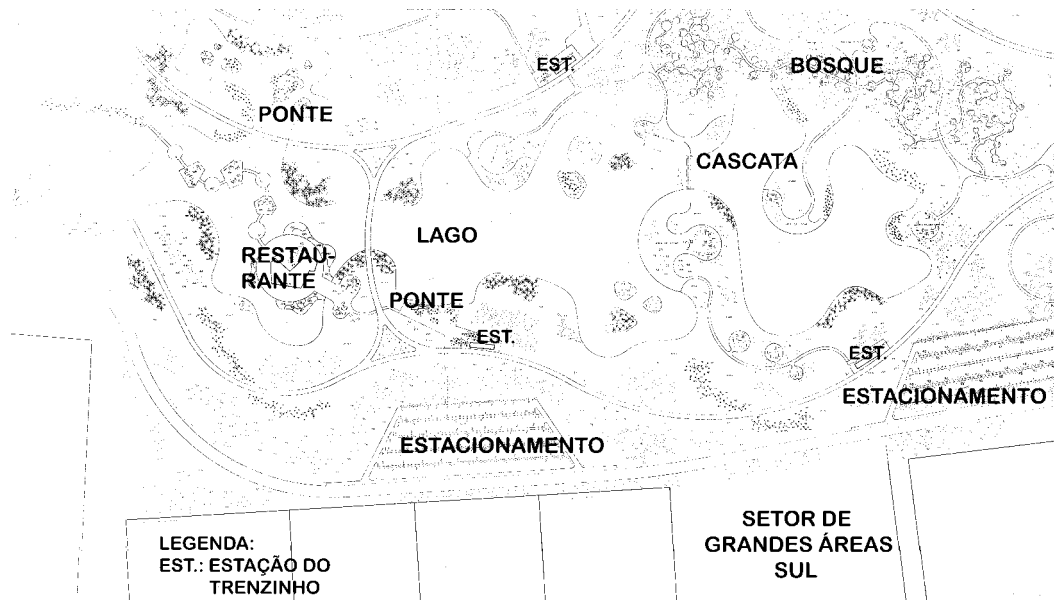 EST.
BOSQUE
PONTE
CASCATA
LAGO
RESTAU-
RANTE
PONTE
EST.
EST.
ESTACIONAMENTO
ESTACIONAMENTO
SETOR DE
GRANDES ÁREAS
SUL
LEGENDA:
EST.: ESTAÇÃO DO
TRENZINHO